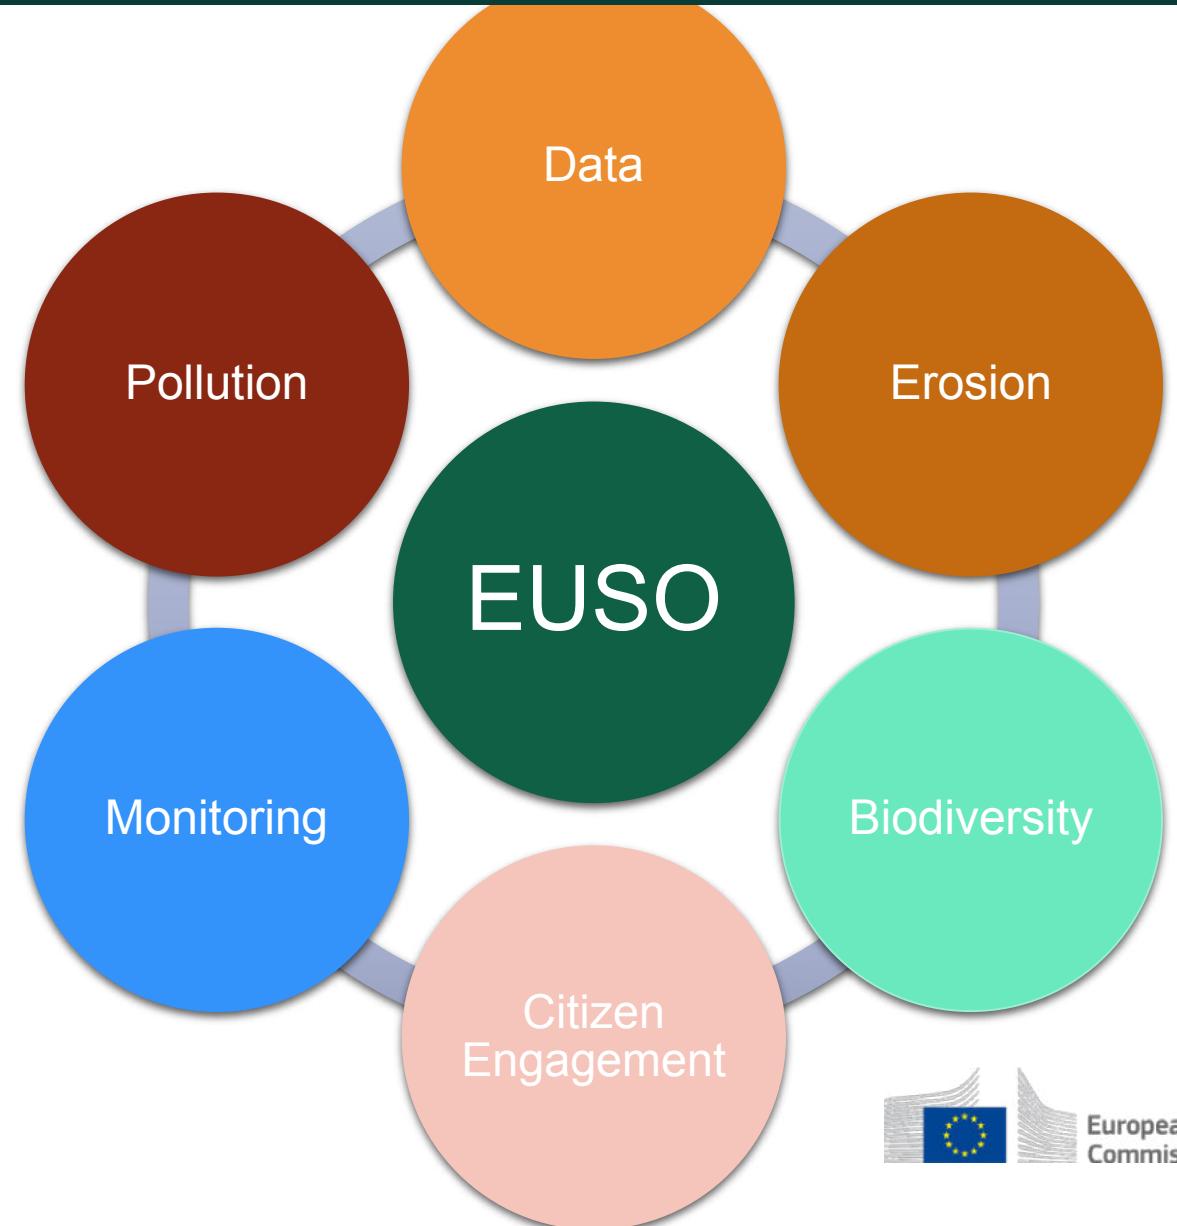 Data
Pollution
Erosion
EUSO
Monitoring
Biodiversity
Citizen
Engagement